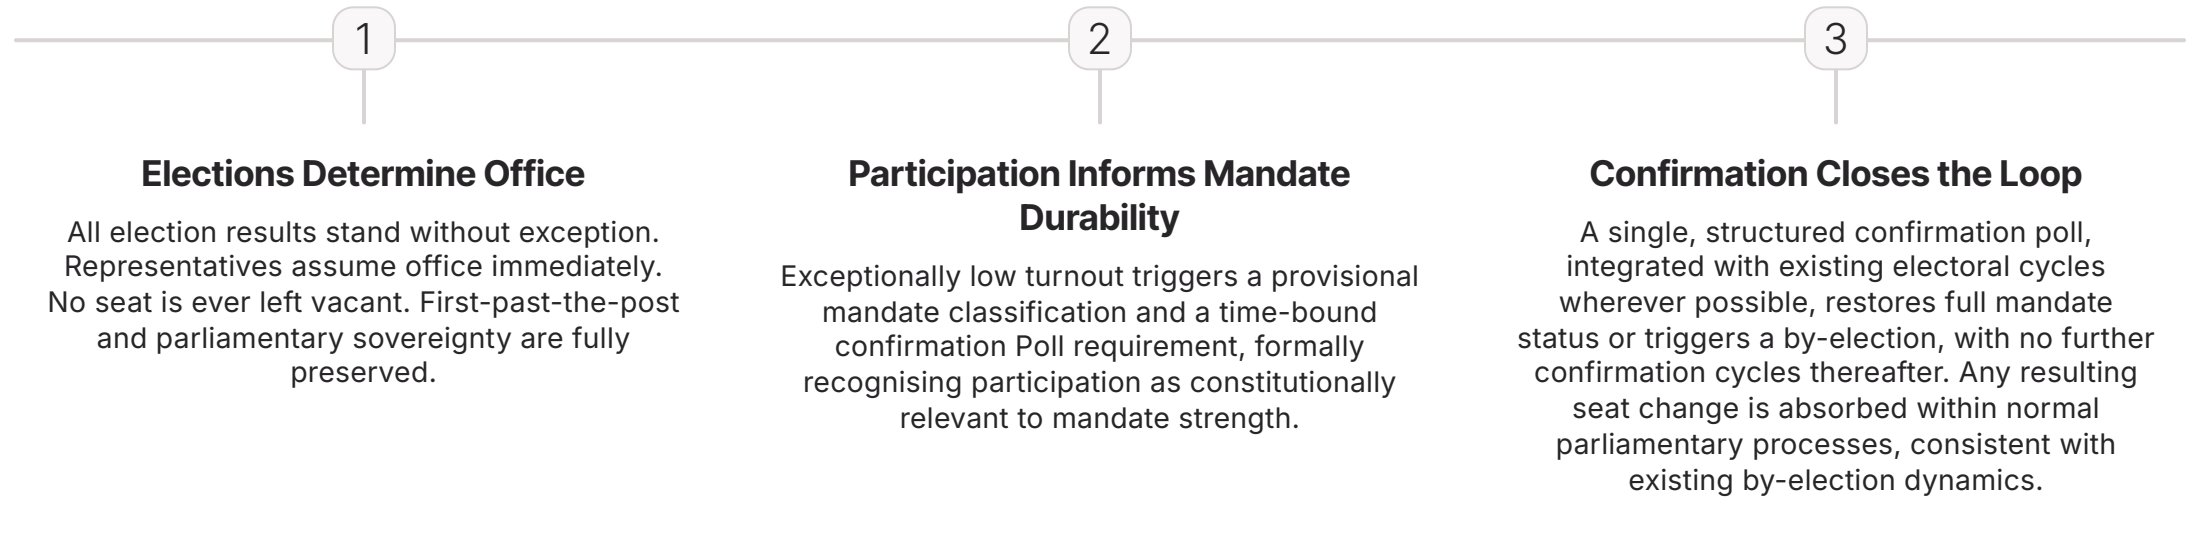 1
Elections Determine Office
All election results stand without exception.
Representatives assume office immediately.
No seat is ever left vacant. First-past-the-post
and parliamentary sovereignty are fully
preserved.
2
Participation Informs Mandate
Durability
Exceptionally low turnout triggers a provisional
mandate classification and a time-bound
confirmation Poll requirement, formally
recognising participation as constitutionally
relevant to mandate strength.
3
Confirmation Closes the Loop
A single, structured confirmation poll,
integrated with existing electoral cycles
wherever possible, restores full mandate
status or triggers a by-election, with no further
confirmation cycles thereafter. Any resulting
seat change is absorbed within normal
parliamentary processes, consistent with
existing by-election dynamics.